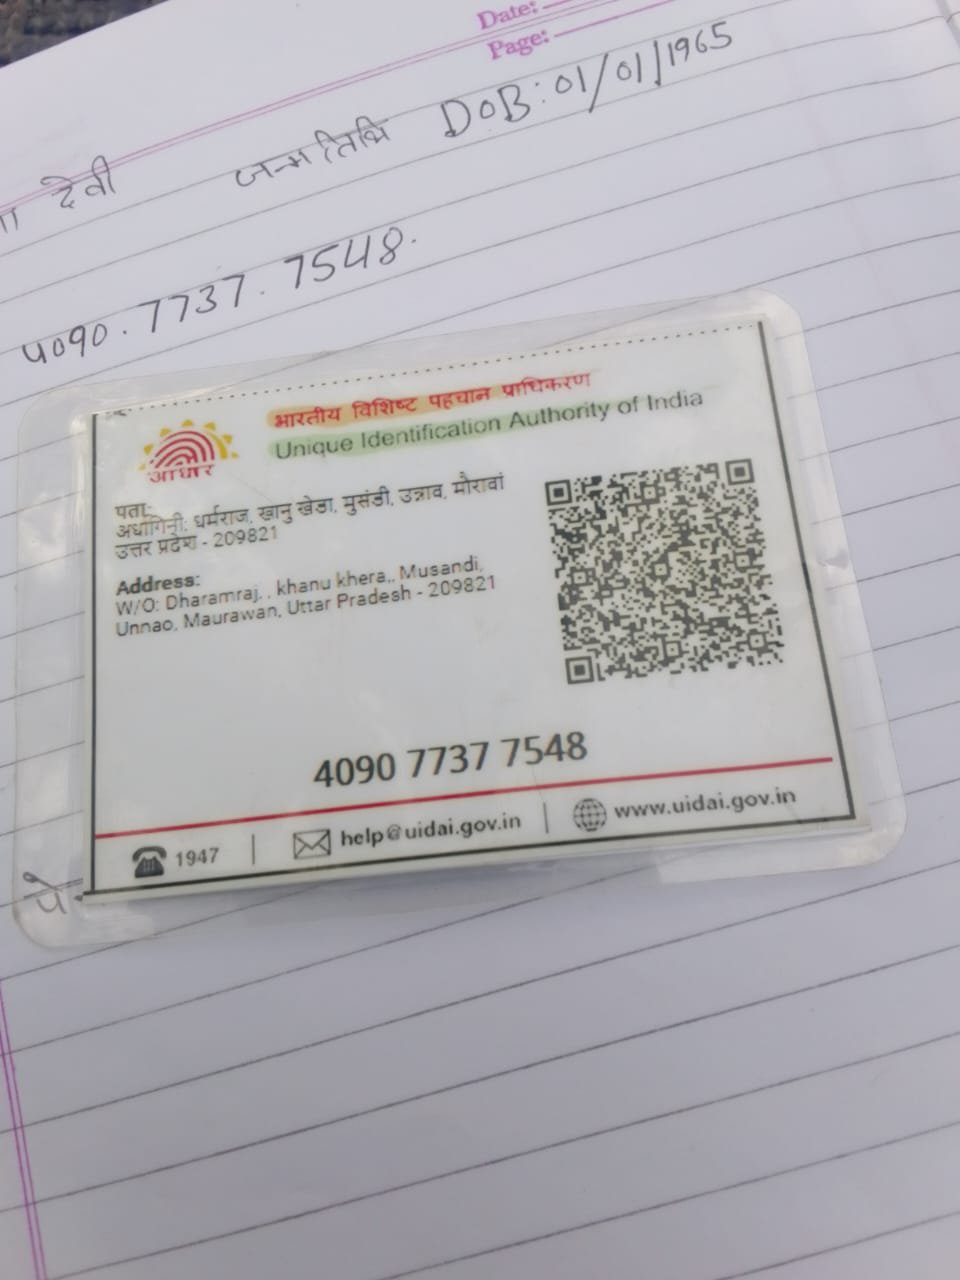 Date:
Page:
देवी जन्मतिथि DOB: 01/01/1965
4090. 7737. 7548.
भारतीय विशिष्ट पहचान प्राधिकरण
Unique Identification Authority of India
आधार
पता:
अर्धांगिनी: धर्मराज, खानु खेडा, मुसंडी, उन्नाव, मौरावां
उत्तर प्रदेश - 209821
Address:
W/O: Dharamraj, , khanu khera,, Musandi,
Unnao, Maurawan, Uttar Pradesh - 209821
4090 7737 7548
1947 | help@uidai.gov.in | www.uidai.gov.in